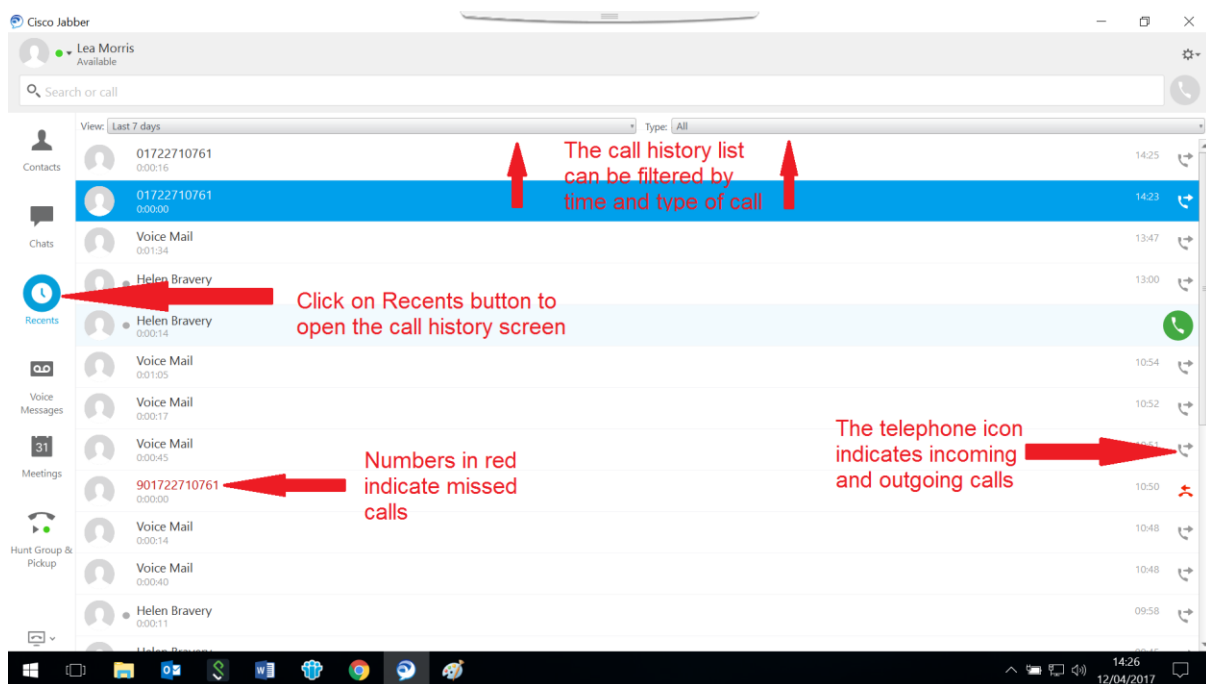 Cisco Jabber
Lea Morris
Available
Search or call
View: Last 7 days Type: All
Contacts
Chats
Recents
Voice
Messages
31
Meetings
Hunt Group &
Pickup
01722710761 14:25
0:00:16
01722710761 14:23
0:00:00
The call history list
can be filtered by
time and type of call
Voice Mail 13:47
0:01:34
Helen Bravery 13:00
Click on Recents button to
open the call history screen
Helen Bravery
0:00:14
Voice Mail 10:54
0:01:05
Voice Mail 10:52
0:00:17
Voice Mail 10:51
0:00:45
The telephone icon
indicates incoming
and outgoing calls
901722710761 10:50
0:00:00
Numbers in red
indicate missed
calls
Voice Mail 10:48
0:00:14
Voice Mail 10:48
0:00:40
Helen Bravery 09:58
0:00:11
Helen Bravery
14:26
12/04/2017